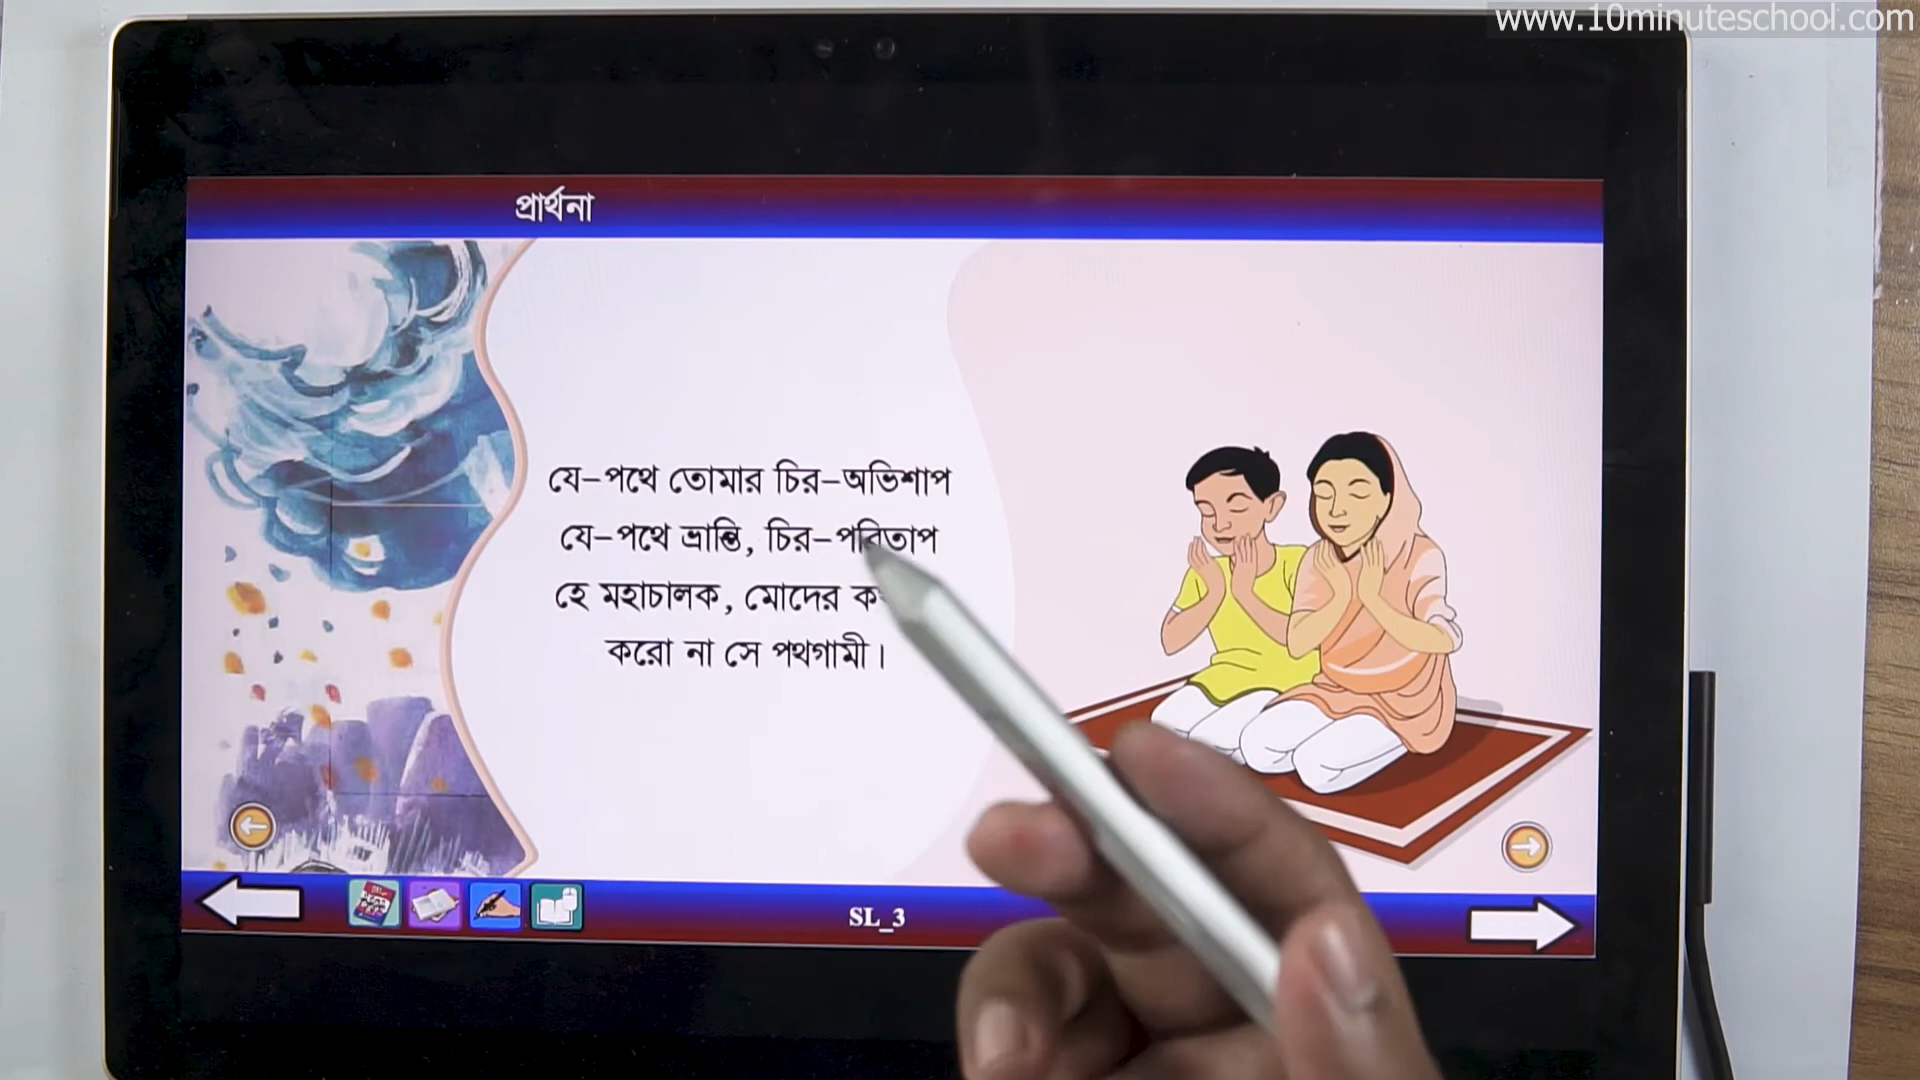 www.10minuteschool.com
প্রার্থনা
যে-পথে তোমার চির-অভিশাপ
যে-পথে ভ্রান্তি, চির-পরিতাপ
হে মহাচালক, মোদের
করো না সে পথগামী।
SL_3